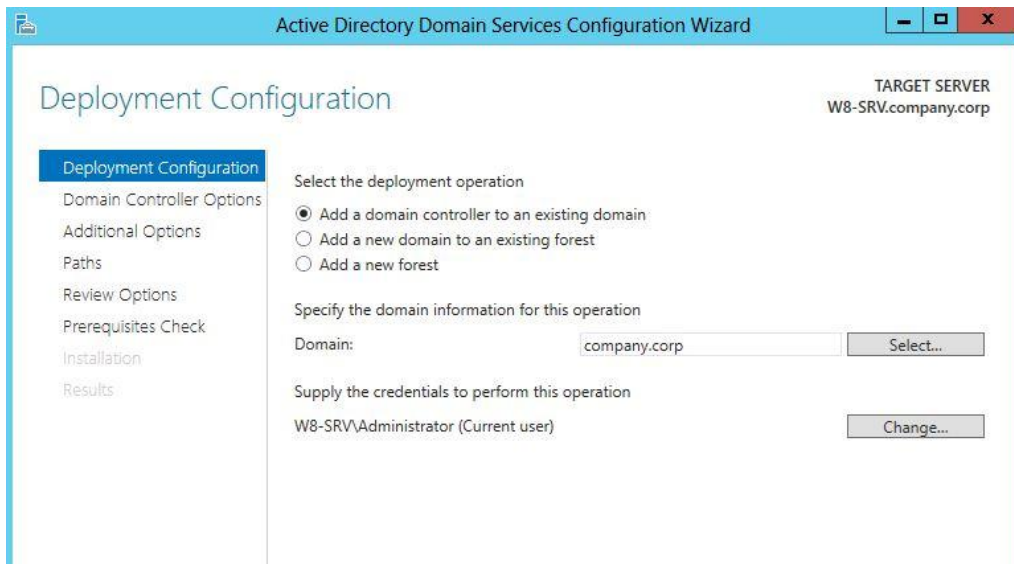 Active Directory Domain Services Configuration Wizard
Deployment Configuration
TARGET SERVER
W8-SRV.company.corp
Deployment Configuration
Domain Controller Options
Additional Options
Paths
Review Options
Prerequisites Check
Installation
Results
Select the deployment operation
Add a domain controller to an existing domain
Add a new domain to an existing forest
Add a new forest
Specify the domain information for this operation
Domain: company.corp Select...
Supply the credentials to perform this operation
W8-SRV\Administrator (Current user) Change...